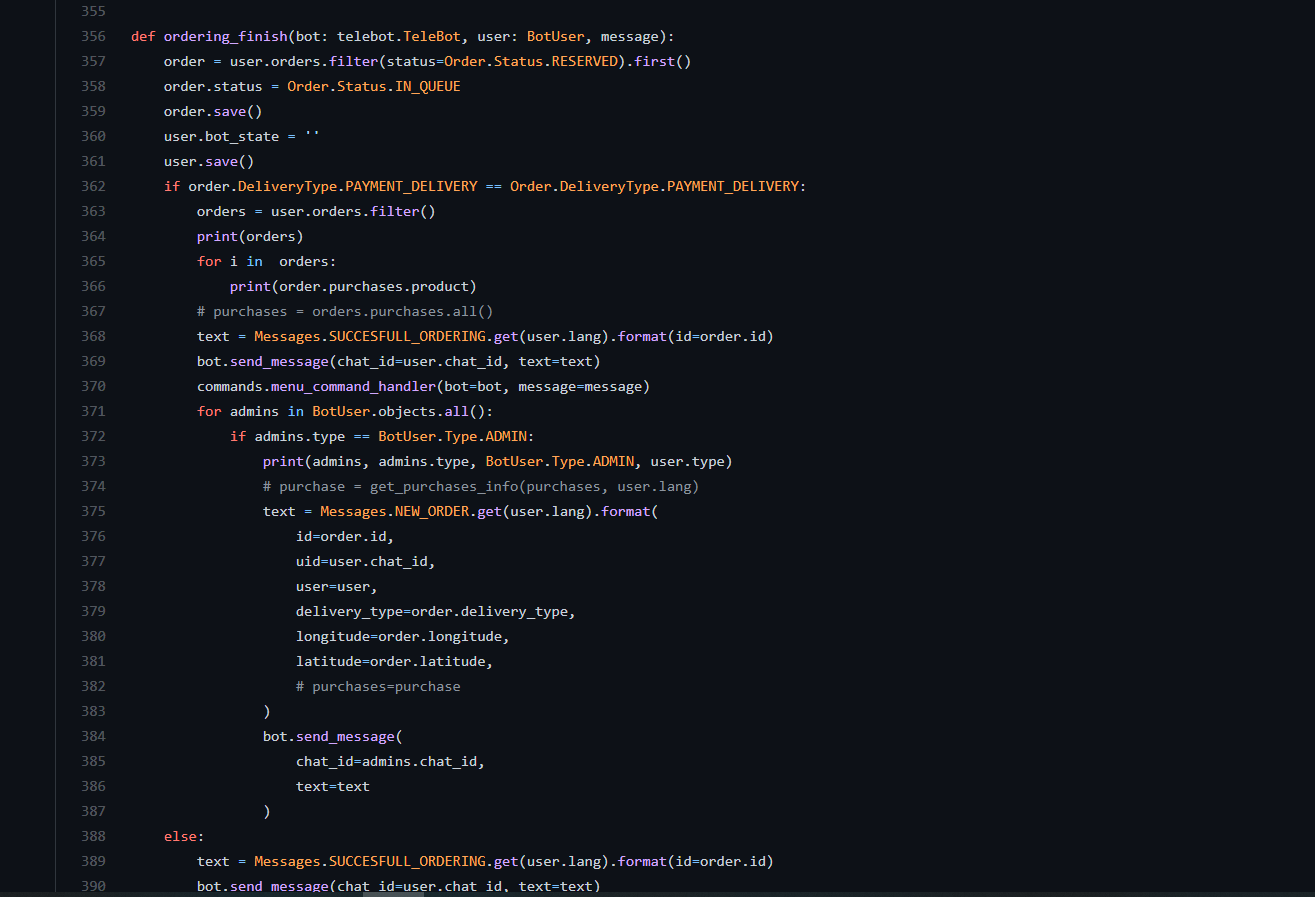 355
356 def ordering_finish(bot: telebot.TeleBot, user: BotUser, message):
357     order = user.orders.filter(status=Order.Status.RESERVED).first()
358     order.status = Order.Status.IN_QUEUE
359     order.save()
360     user.bot_state = ''
361     user.save()
362     if order.DeliveryType.PAYMENT_DELIVERY == Order.DeliveryType.PAYMENT_DELIVERY:
363         orders = user.orders.filter()
364         print(orders)
365         for i in  orders:
366             print(order.purchases.product)
367         # purchases = orders.purchases.all()
368         text = Messages.SUCCESFULL_ORDERING.get(user.lang).format(id=order.id)
369         bot.send_message(chat_id=user.chat_id, text=text)
370         commands.menu_command_handler(bot=bot, message=message)
371         for admins in BotUser.objects.all():
372             if admins.type == BotUser.Type.ADMIN:
373                 print(admins, admins.type, BotUser.Type.ADMIN, user.type)
374                 # purchase = get_purchases_info(purchases, user.lang)
375                 text = Messages.NEW_ORDER.get(user.lang).format(
376                     id=order.id,
377                     uid=user.chat_id,
378                     user=user,
379                     delivery_type=order.delivery_type,
380                     longitude=order.longitude,
381                     latitude=order.latitude,
382                     # purchases=purchase
383                 )
384                 bot.send_message(
385                     chat_id=admins.chat_id,
386                     text=text
387                 )
388     else:
389         text = Messages.SUCCESFULL_ORDERING.get(user.lang).format(id=order.id)
390         bot.send_message(chat_id=user.chat_id, text=text)